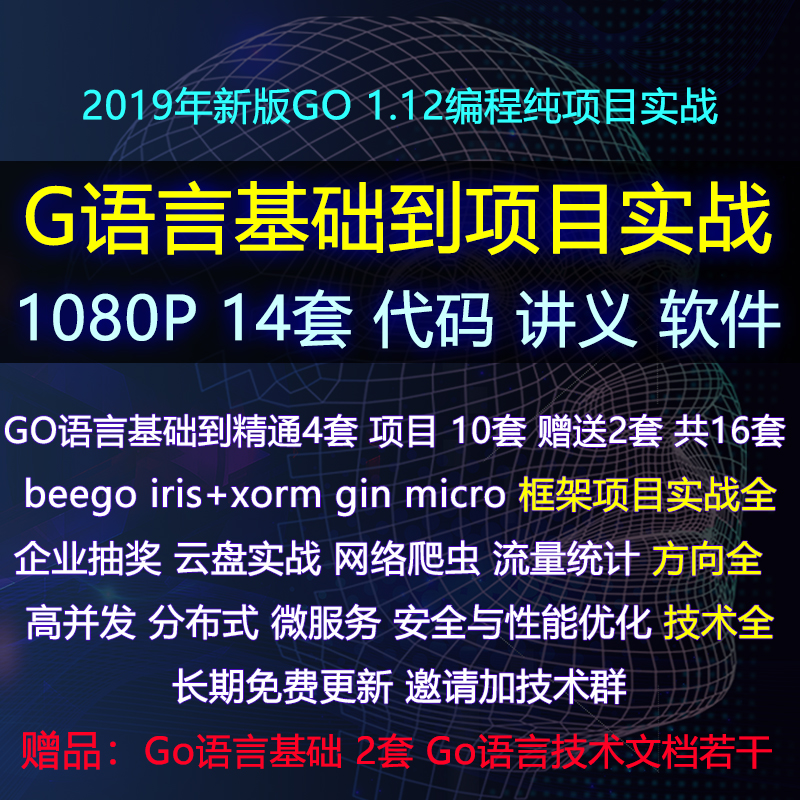 2019年新版GO 1.12编程纯项目实战
G语言基础到项目实战
1080P 14套 代码 讲义 软件
GO语言基础到精通4套 项目 10套 赠送2套 共16套
beego iris+xorm gin micro 框架项目实战全
企业抽奖 云盘实战 网络爬虫 流量统计 方向全
高并发 分布式 微服务 安全与性能优化 技术全
长期免费更新 邀请加技术群
赠品：Go语言基础 2套 Go语言技术文档若干